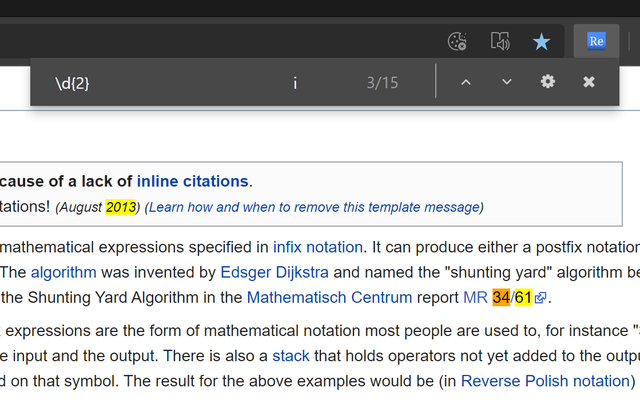 Re
\d{2} i 3/15
cause of a lack of inline citations.
tations! (August 2013) (Learn how and when to remove this template message)
mathematical expressions specified in infix notation. It can produce either a postfix notation
The algorithm was invented by Edsger Dijkstra and named the "shunting yard" algorithm be
the Shunting Yard Algorithm in the Mathematisch Centrum report MR 34/61.
expressions are the form of mathematical notation most people are used to, for instance "
e input and the output. There is also a stack that holds operators not yet added to the outpu
d on that symbol. The result for the above examples would be (in Reverse Polish notation)